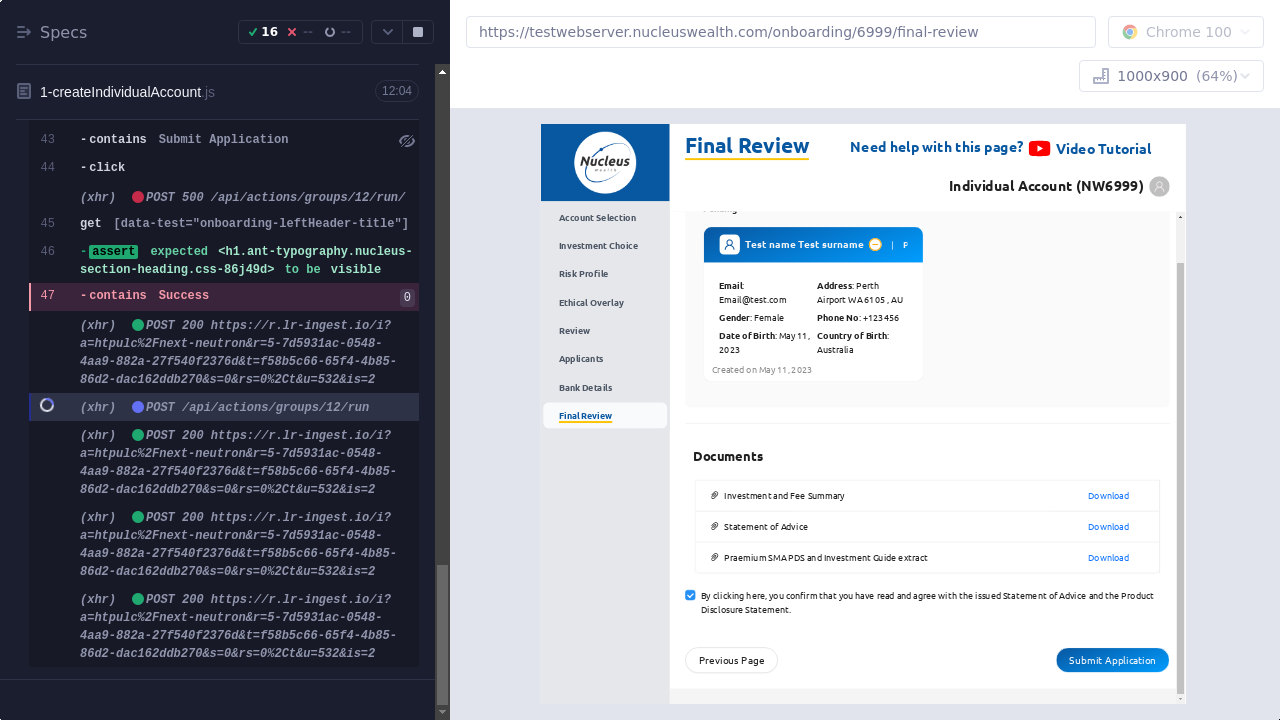 Specs
16 -- --
1-createIndividualAccount.js 12:04
43 -contains Submit Application
44 -click
(xhr) POST 500 /api/actions/groups/12/run/
45 get [data-test="onboarding-leftHeader-title"]
46 -assert expected <h1.ant-typography.nucleus-
section-heading.css-86j49d> to be visible
47 -contains Success 0
(xhr) POST 200 https://r.lr-ingest.io/i?
a=htpulc%2Fnext-neutron&r=5-7d5931ac-0548-
4aa9-882a-27f540f2376d&t=f58b5c66-65f4-4b85-
86d2-dac162ddb270&s=0&rs=0%2Ct&u=532&is=2
(xhr) POST /api/actions/groups/12/run
(xhr) POST 200 https://r.lr-ingest.io/i?
a=htpulc%2Fnext-neutron&r=5-7d5931ac-0548-
4aa9-882a-27f540f2376d&t=f58b5c66-65f4-4b85-
86d2-dac162ddb270&s=0&rs=0%2Ct&u=532&is=2
(xhr) POST 200 https://r.lr-ingest.io/i?
a=htpulc%2Fnext-neutron&r=5-7d5931ac-0548-
4aa9-882a-27f540f2376d&t=f58b5c66-65f4-4b85-
86d2-dac162ddb270&s=0&rs=0%2Ct&u=532&is=2
(xhr) POST 200 https://r.lr-ingest.io/i?
a=htpulc%2Fnext-neutron&r=5-7d5931ac-0548-
4aa9-882a-27f540f2376d&t=f58b5c66-65f4-4b85-
86d2-dac162ddb270&s=0&rs=0%2Ct&u=532&is=2
https://testwebserver.nucleuswealth.com/onboarding/6999/final-review
Chrome 100
1000x900 (64%)
Nucleus
Wealth
Account Selection
Investment Choice
Risk Profile
Ethical Overlay
Review
Applicants
Bank Details
Final Review
Final Review
Need help with this page? Video Tutorial
Individual Account (NW6999)
Test name Test surname | P
Email:
Email@test.com
Gender: Female
Date of Birth: May 11,
2023
Address: Perth
Airport WA 6105 , AU
Phone No: +123456
Country of Birth:
Australia
Created on May 11, 2023
Documents
Investment and Fee Summary Download
Statement of Advice Download
Praemium SMA PDS and Investment Guide extract Download
By clicking here, you confirm that you have read and agree with the issued Statement of Advice and the Product
Disclosure Statement.
Previous Page
Submit Application